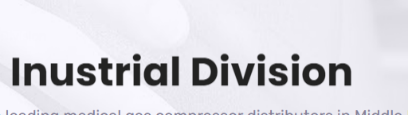 Inustrial Division
leading medical gas compressor distributors in Middle